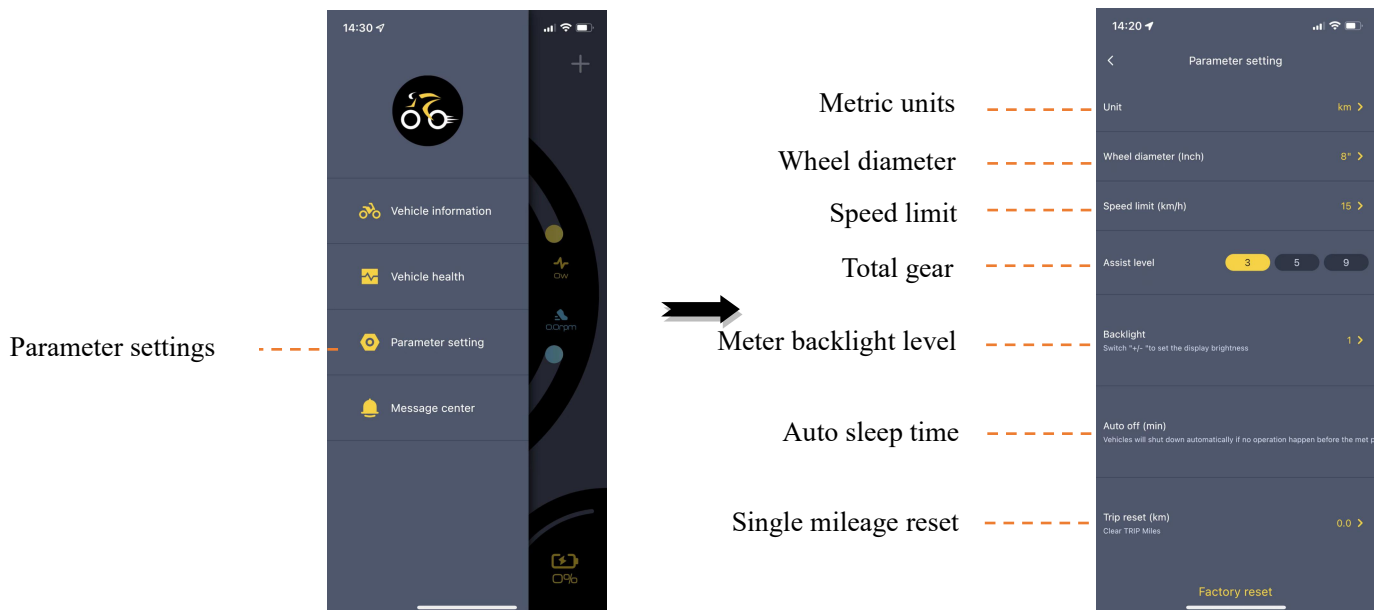 Parameter settings
14:30
+
Vehicle information
Vehicle health
Parameter setting
Message center
0w
00rpm
0%
Metric units
Wheel diameter
Speed limit
Total gear
Meter backlight level
Auto sleep time
Single mileage reset
14:20
Parameter setting
Unit km
Wheel diameter (Inch) 8"
Speed limit (km/h) 15
Assist level 3 5 9
Backlight 1
Switch "+/- "to set the display brightness
Auto off (min)
Vehicles will shut down automatically if no operation happen before the met p
Trip reset (km) 0.0
Clear TRIP Miles
Factory reset